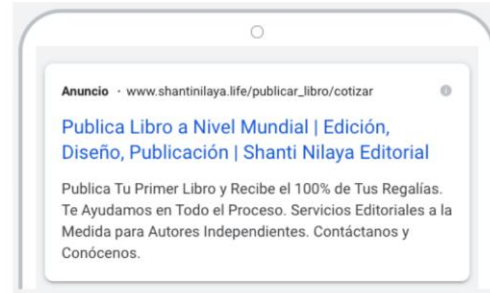 Anuncio · www.shantinilaya.life/publicar_libro/cotizar
Publica Libro a Nivel Mundial | Edición,
Diseño, Publicación | Shanti Nilaya Editorial
Publica Tu Primer Libro y Recibe el 100% de Tus Regalías.
Te Ayudamos en Todo el Proceso. Servicios Editoriales a la
Medida para Autores Independientes. Contáctanos y
Conócenos.